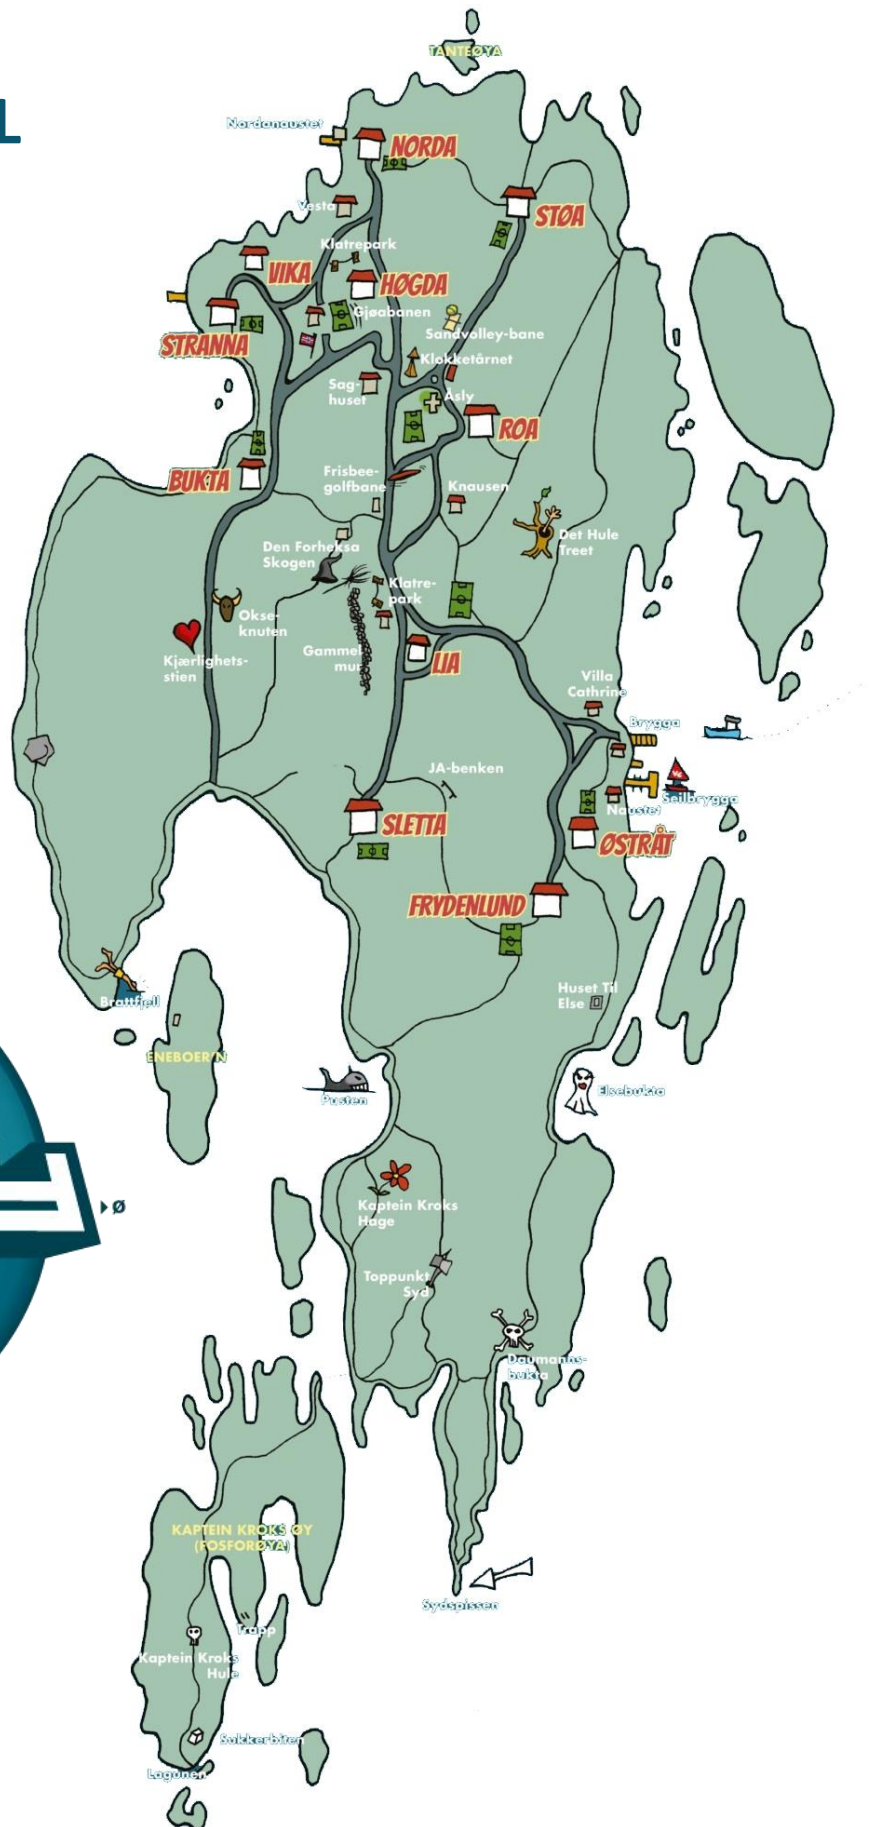 L
TANTEØYA
Nordanaustet
NORDA
Vesta
STØA
Klatrepark
VIKA
HØGDA
Gjøabanen
STRANNA
Sandvolley-bane
Klokketårnet
Sag-
huset
Åsly
ROA
BUKTA
Frisbee-
golfbane
Knausen
Det Hule
Treet
Den Forheksa
Skogen
Klatre-
park
Okse-
knuten
Gammel
mur
Kjærlighets-
stien
LIA
Villa
Cathrine
Brygga
JA-benken
Seilbrygga
Naustet
SLETTA
ØSTRÅT
FRYDENLUND
Huset Til
Else
Brattfjell
ENEBOER'N
Pusten
Elsebukta
Ø
Kaptein Kroks
Hage
Toppunkt
Syd
Daumanns-
bukta
KAPTEIN KROKS ØY
(FOSFORØYA)
Sydspissen
Trapp
Kaptein Kroks
Hule
Sukkerbiten
Lagunen